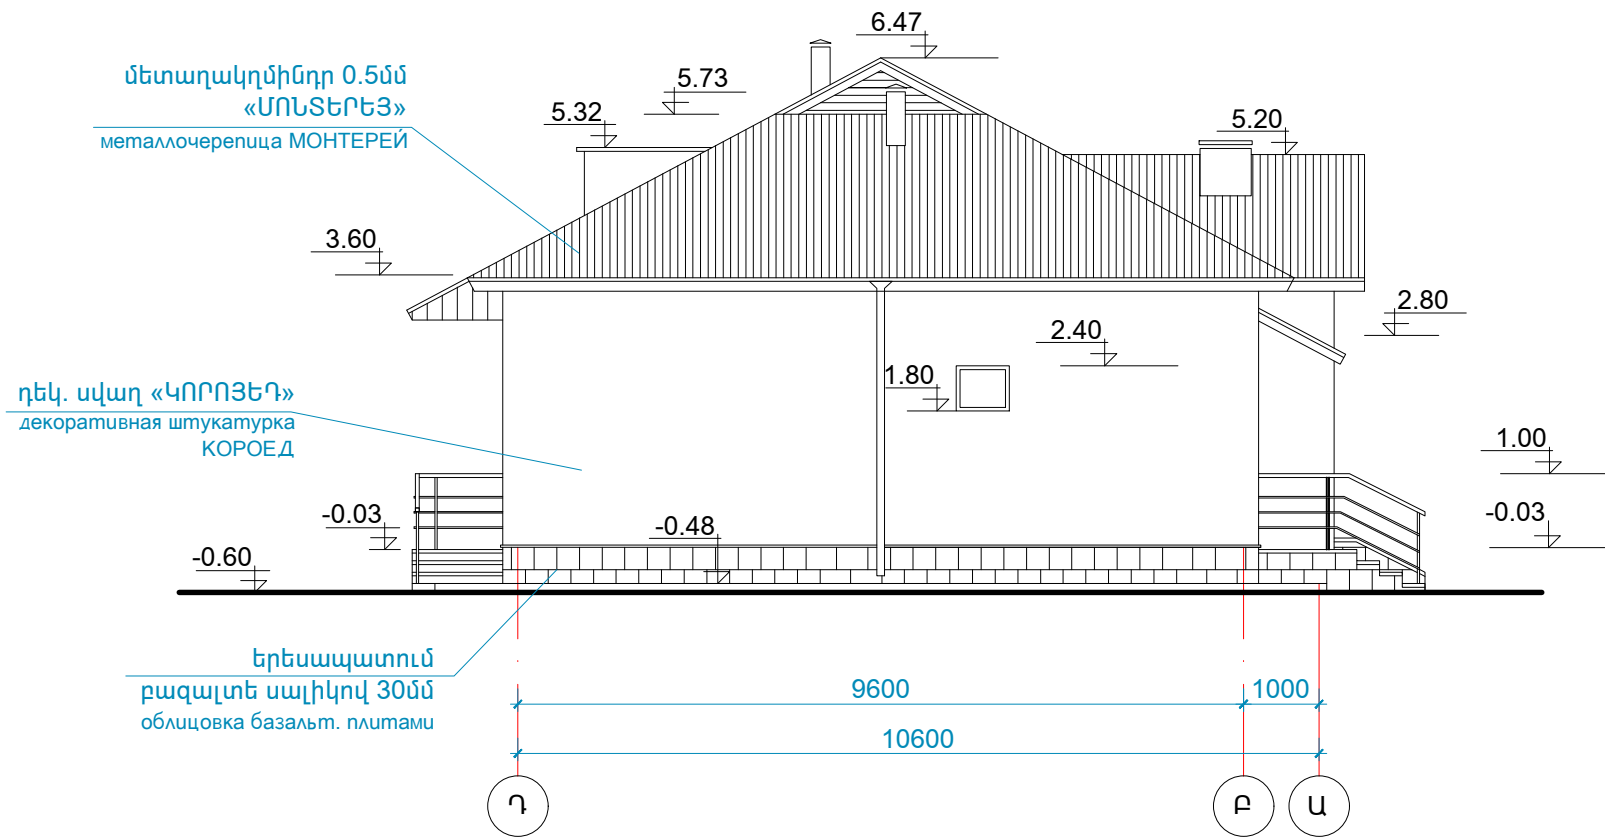 6.47
մետաղակղմինդր 0.5մմ
«ՄՈՆՏԵՐԵՅ»
металлочерепица МОНТЕРЕЙ
5.73
5.32
5.20
3.60
2.80
2.40
1.80
դեկ. սվաղ «ԿՈՐՈՅԵԴ»
декоративная штукатурка
КОРОЕД
1.00
-0.03
-0.48
-0.03
-0.60
երեսապատում
բազալտե սալիկով 30մմ
облицовка базальт. плитами
9600
1000
10600
Դ
Բ
Ա